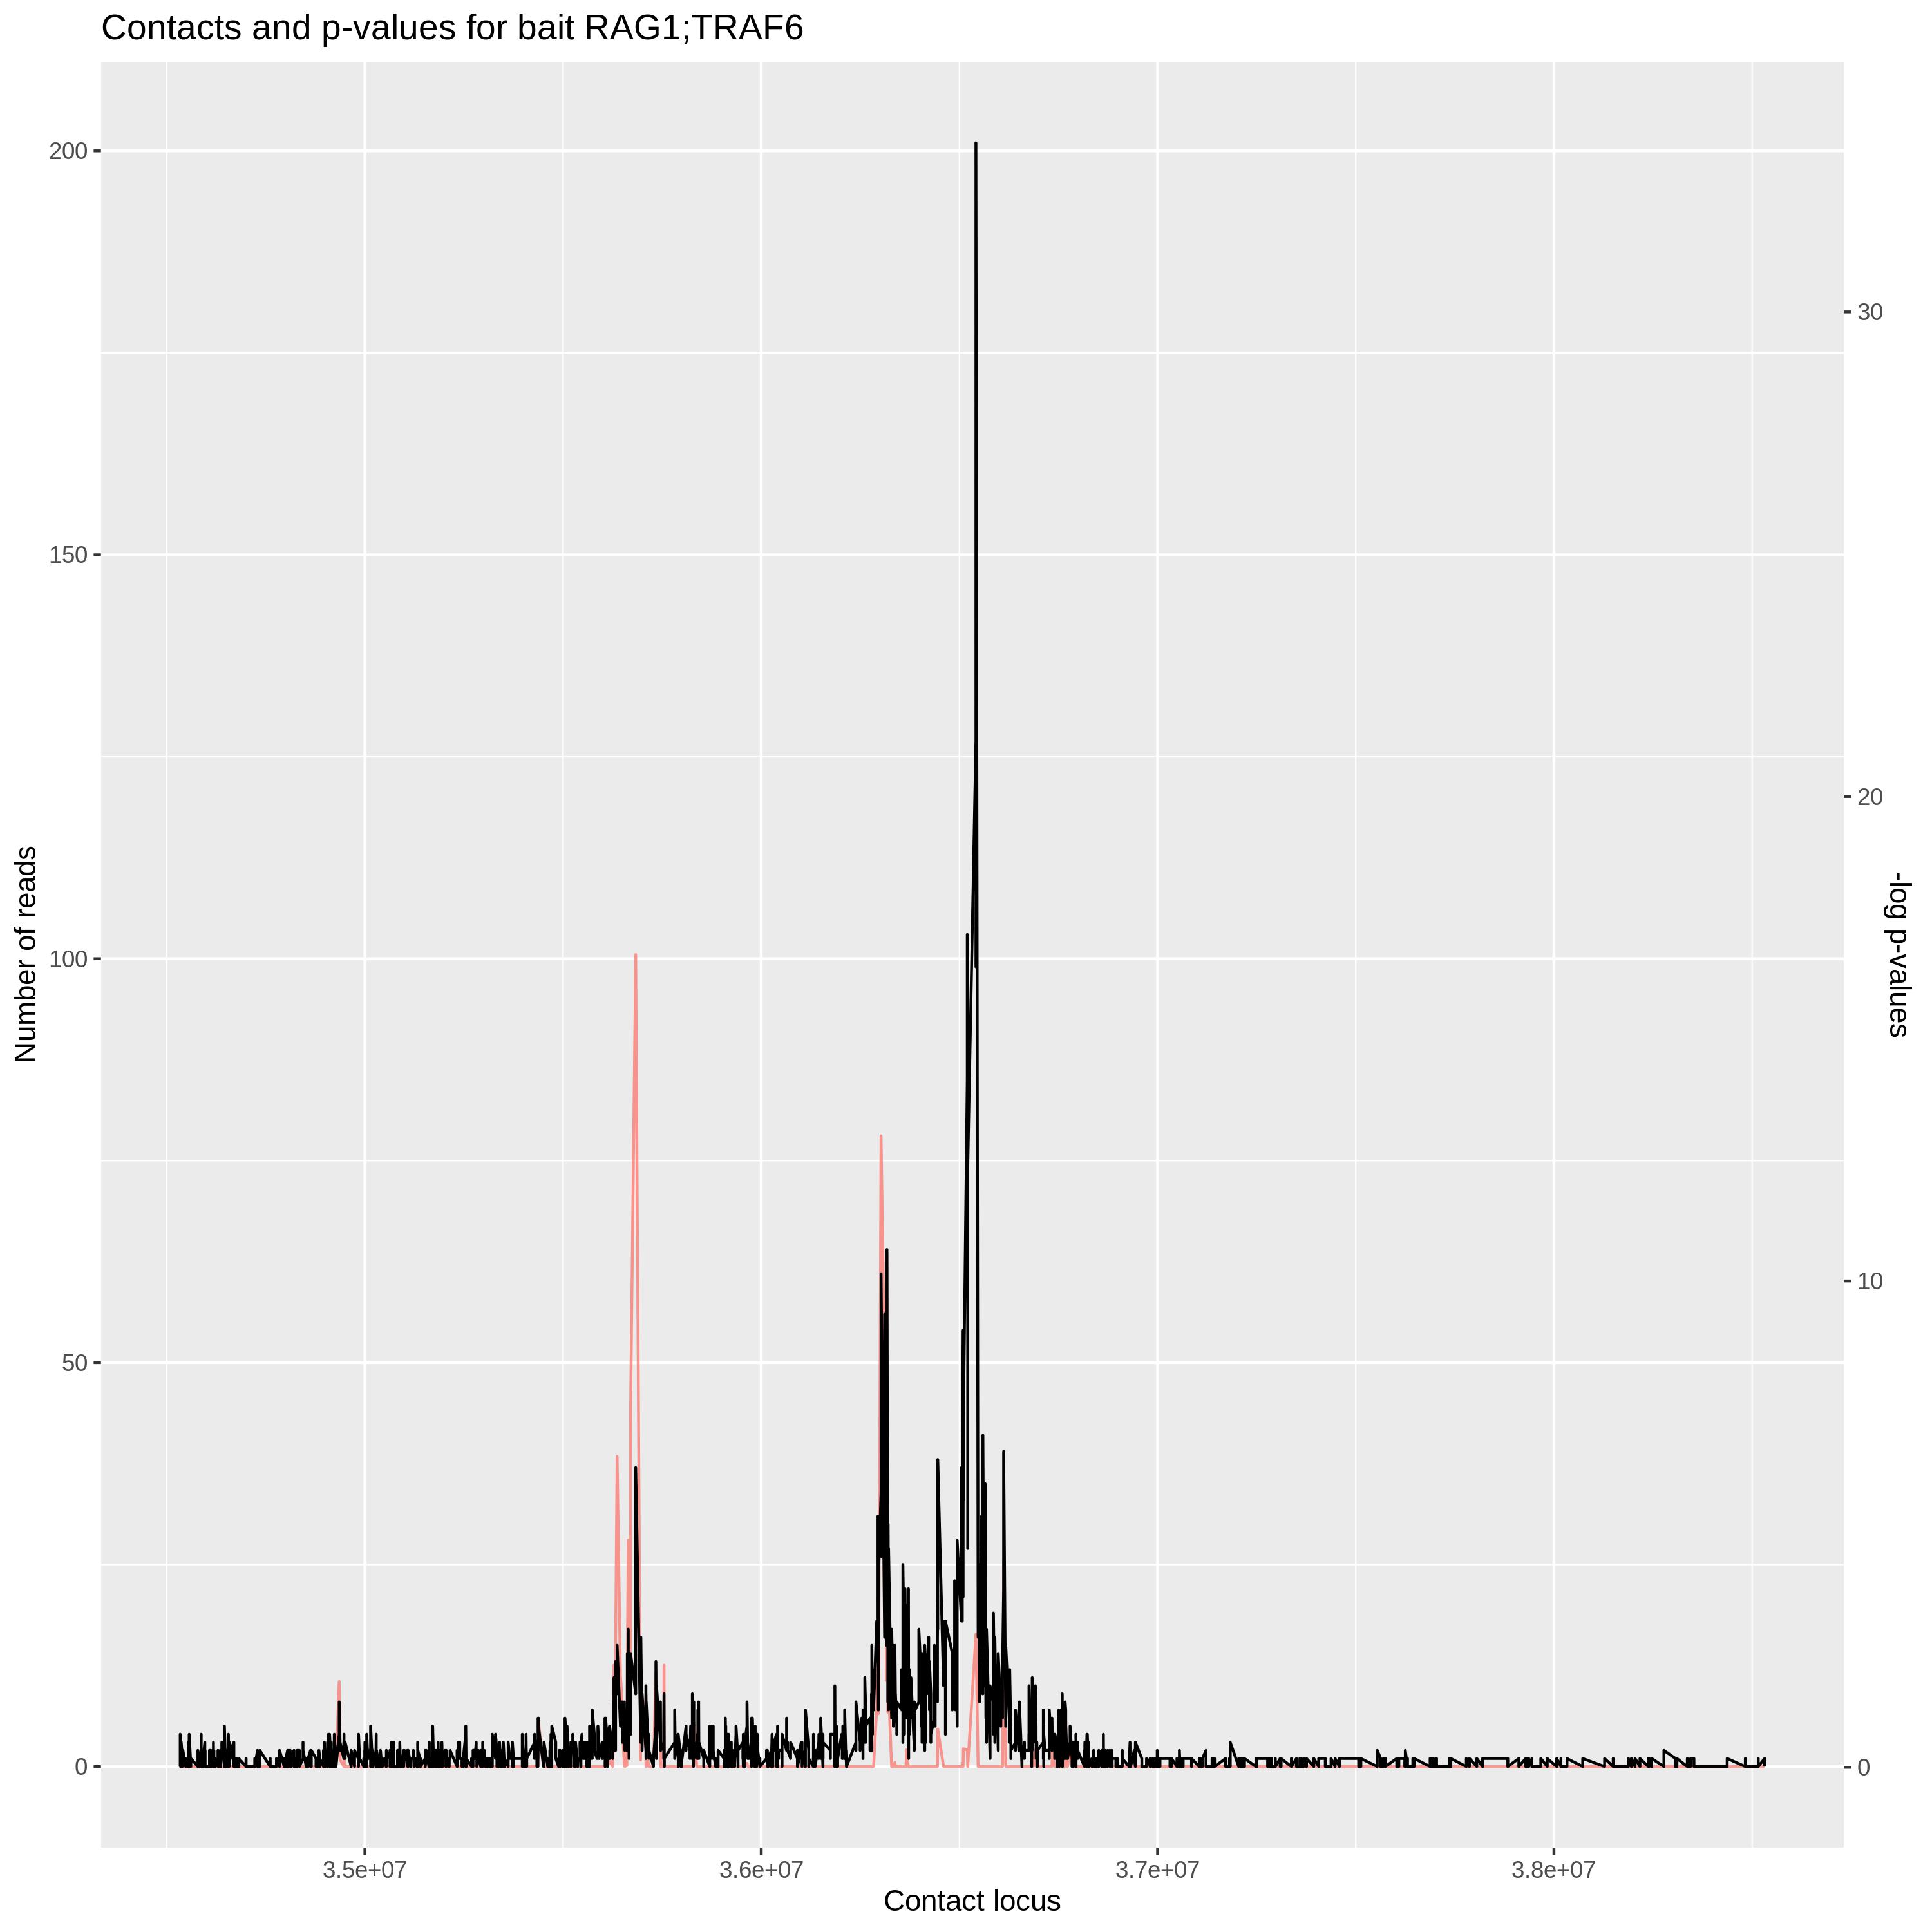 Contacts and p-values for bait RAG1;TRAF6
200
150
100
50
0
Number of reads
30
20
10
0
-log p-values
3.5e+07
3.6e+07
3.7e+07
3.8e+07
Contact locus